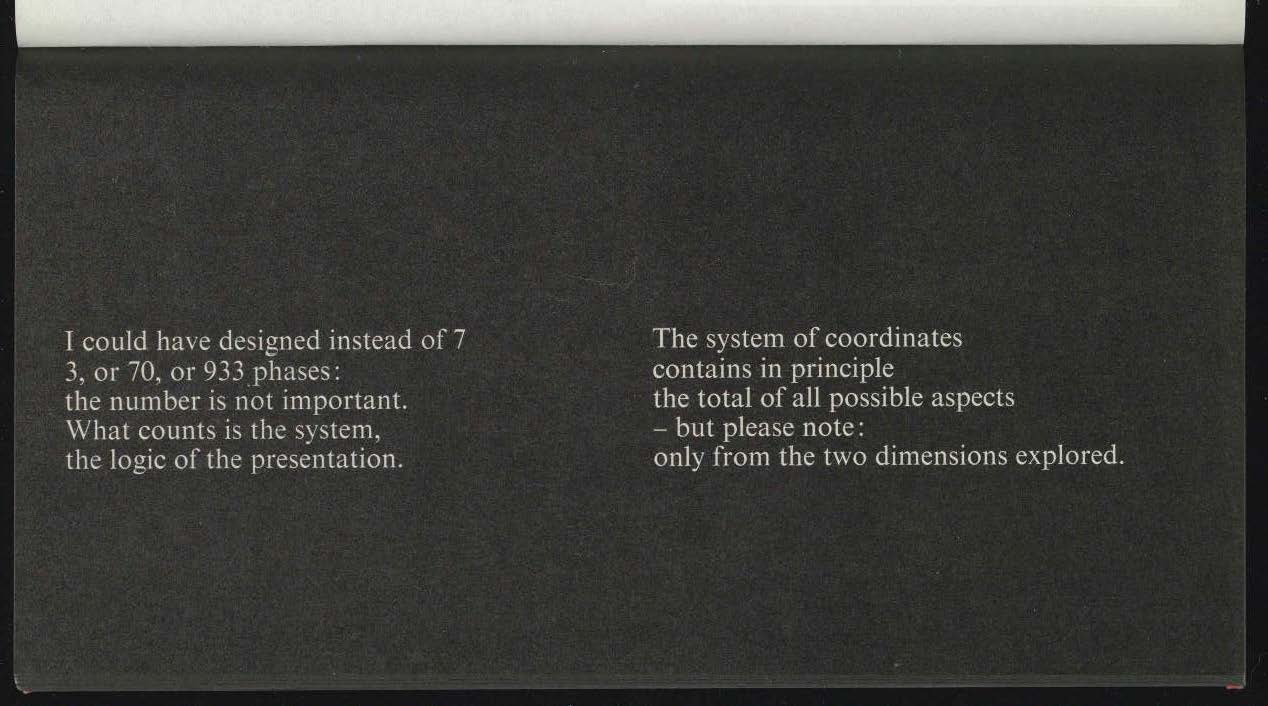 I could have designed instead of 7
3, or 70, or 933 phases:
the number is not important.
What counts is the system,
the logic of the presentation.
The system of coordinates
contains in principle
the total of all possible aspects
– but please note:
only from the two dimensions explored.